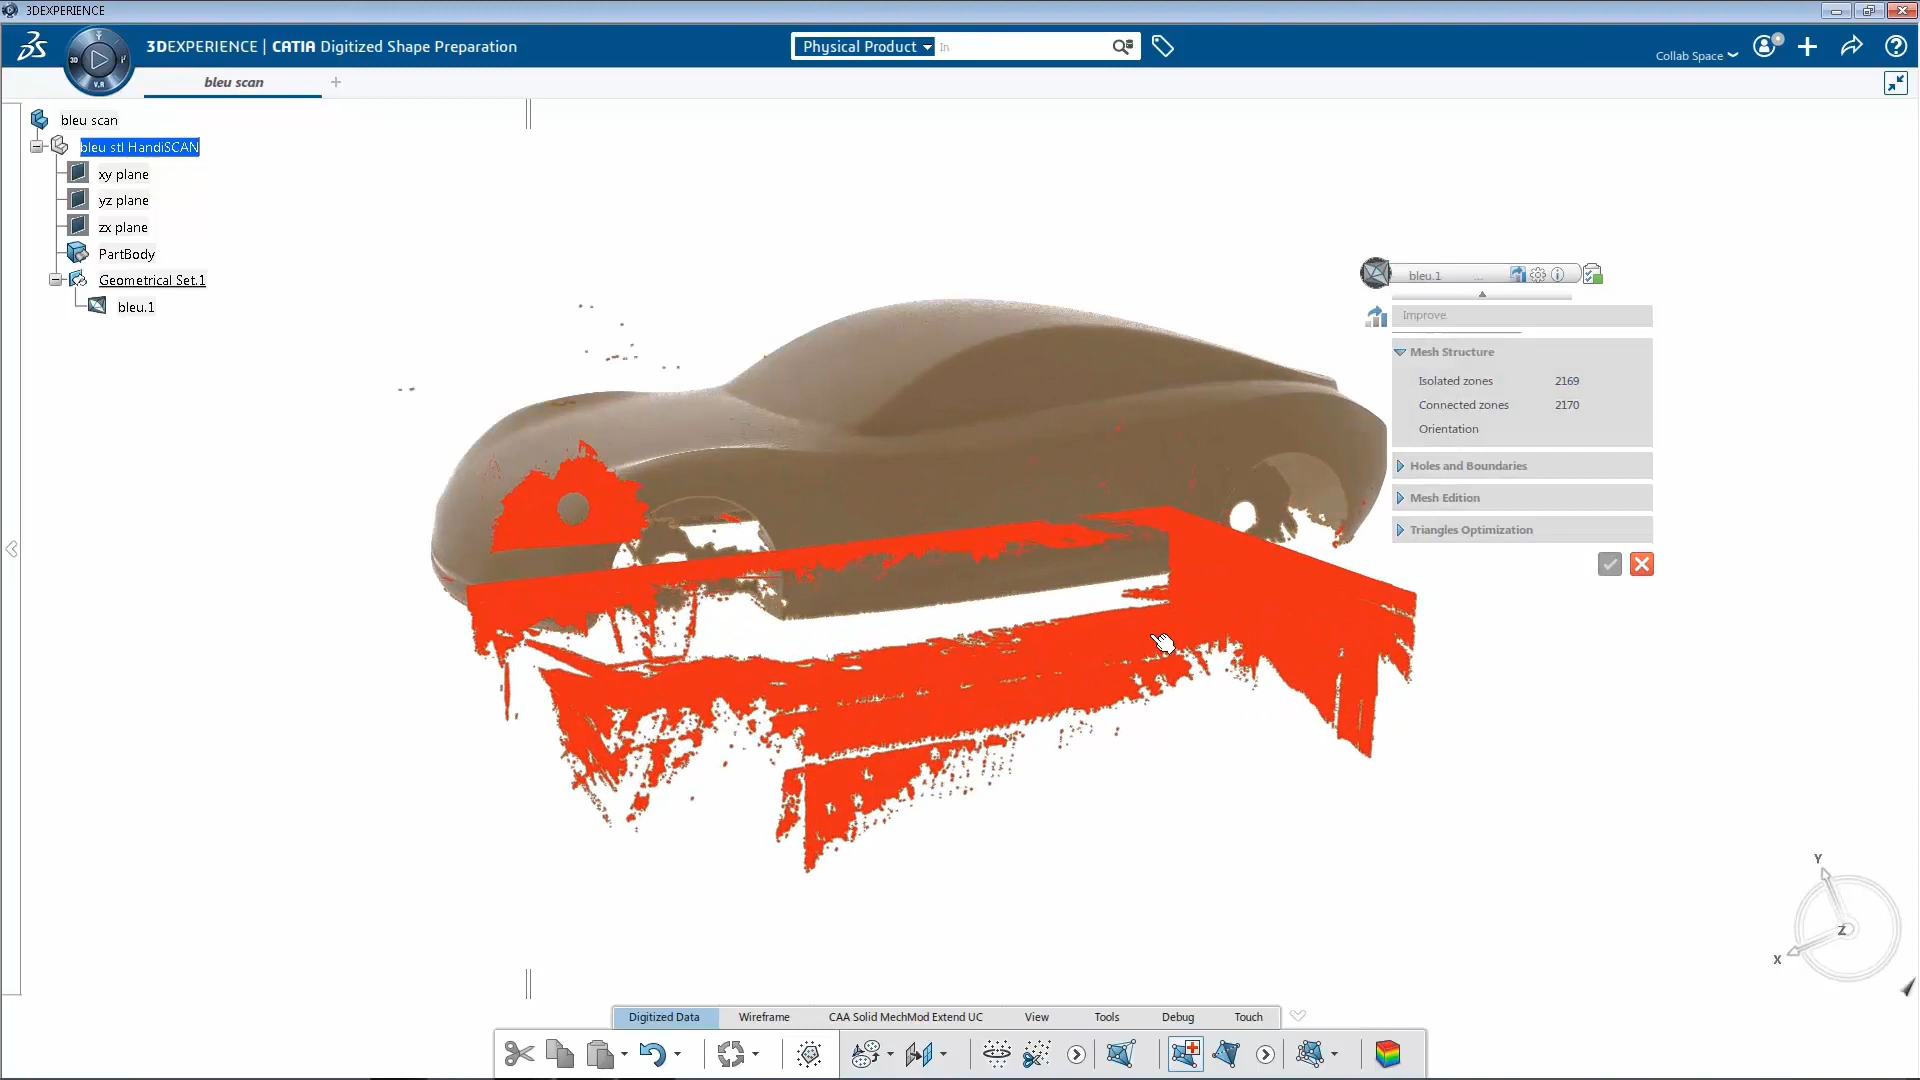 3DEXPERIENCE
3DEXPERIENCE | CATIA Digitized Shape Preparation
Physical Product
In
Collab Space
3D
V.R
bleu scan
+
bleu scan
bleu stl HandiSCAN
xy plane
yz plane
zx plane
PartBody
Geometrical Set.1
bleu.1
bleu.1 ...
Improve
Mesh Structure
Isolated zones 2169
Connected zones 2170
Orientation
Holes and Boundaries
Mesh Edition
Triangles Optimization
Y
Z
X
Digitized Data
Wireframe
CAA Solid MechMod Extend UC
View
Tools
Debug
Touch